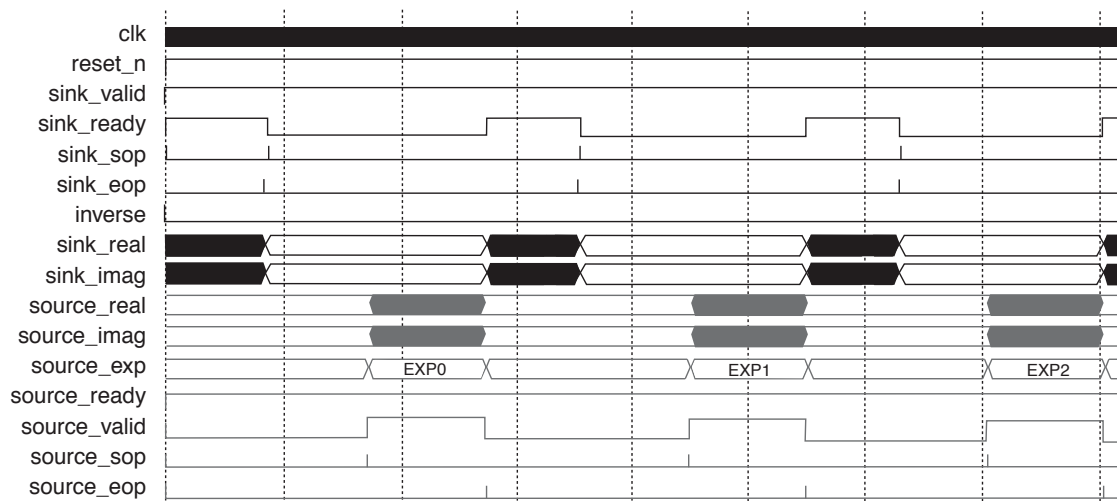 clk
reset_n
sink_valid
sink_ready
sink_sop
sink_eop
inverse
sink_real
sink_imag
source_real
source_imag
source_exp EXP0 EXP1 EXP2
source_ready
source_valid
source_sop
source_eop